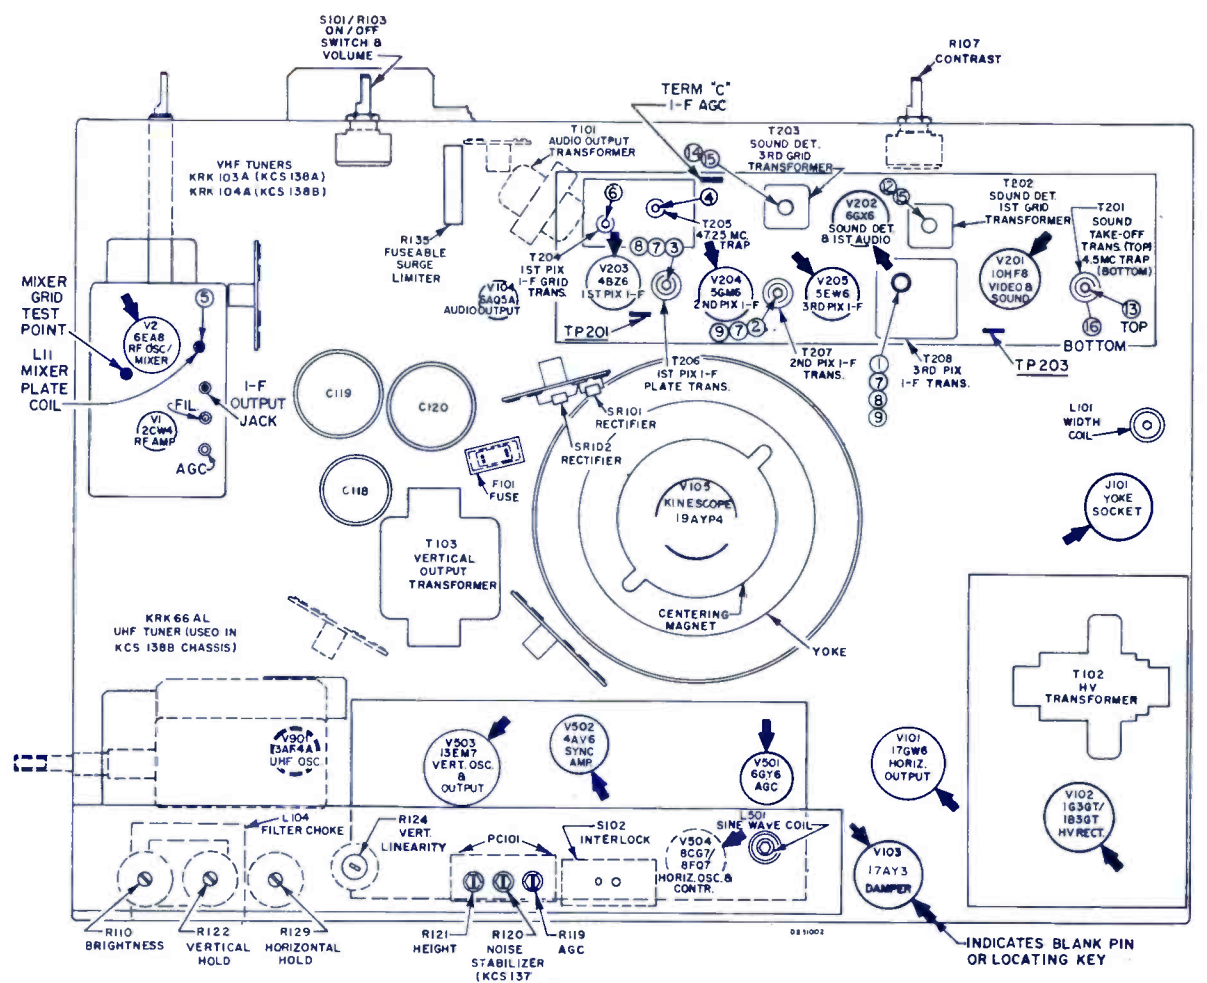 S101/R103
ON/OFF
SWITCH &
VOLUME
R107
CONTRAST
TERM "C"
I-F AGC
T101
AUDIO OUTPUT
TRANSFORMER
T203
SOUND DET.
3RD GRID
TRANSFORMER
VHF TUNERS
KRK 103A (KCS 138A)
KRK 104A (KCS 138B)
14
15
12
15
T202
SOUND DET.
1ST GRID
TRANSFORMER
T201
SOUND
TAKE-OFF
TRANS. (TOP)
4.5 MC TRAP
(BOTTOM)
6
4
V202
6GX6
SOUND DET.
& 1ST AUDIO
R135
FUSEABLE
SURGE
LIMITER
T205
47.25 MC.
TRAP
T204
1ST PIX
I-F GRID
TRANS.
8
7
3
V203
4BZ6
1ST PIX I-F
V204
5GM6
2ND PIX I-F
V205
5EW6
3RD PIX I-F
V201
10HF8
VIDEO &
SOUND
V104
6AQ5A
AUDIO OUTPUT
MIXER
GRID
TEST
POINT
5
V2
6EA8
RF OSC/
MIXER
TP201
9
7
2
13
TOP
16
BOTTOM
L11
MIXER
PLATE
COIL
T206
1ST PIX I-F
PLATE TRANS.
T207
2ND PIX I-F
TRANS.
T208
3RD PIX
I-F TRANS.
TP203
1
7
8
9
I-F
OUTPUT
JACK
FIL.
V1
2CW4
RF AMP
AGC
C119
C120
SR101
RECTIFIER
SR102
RECTIFIER
L101
WIDTH
COIL
F101
FUSE
C118
V105
KINESCOPE
19AYP4
J101
YOKE
SOCKET
T103
VERTICAL
OUTPUT
TRANSFORMER
CENTERING
MAGNET
YOKE
KRK 66 AL
UHF TUNER (USED IN
KCS 138B CHASSIS)
T102
HV
TRANSFORMER
V901
3AF4A
UHF OSC.
V503
13EM7
VERT. OSC.
&
OUTPUT
V502
4AV6
SYNC
AMP.
V501
6GY6
AGC
V101
17GW6
HORIZ.
OUTPUT
V102
1G3GT/
1B3GT
HV RECT.
L104
FILTER CHOKE
R124
VERT.
LINEARITY
PC101
S102
INTERLOCK
L501
SINE WAVE COIL
V504
8CG7/
8FQ7
HORIZ. OSC. &
CONTR.
V103
17AY3
DAMPER
R110
BRIGHTNESS
R122
VERTICAL
HOLD
R129
HORIZONTAL
HOLD
R121
HEIGHT
R120
NOISE
STABILIZER
(KCS 137
R119
AGC
INDICATES BLANK PIN
OR LOCATING KEY